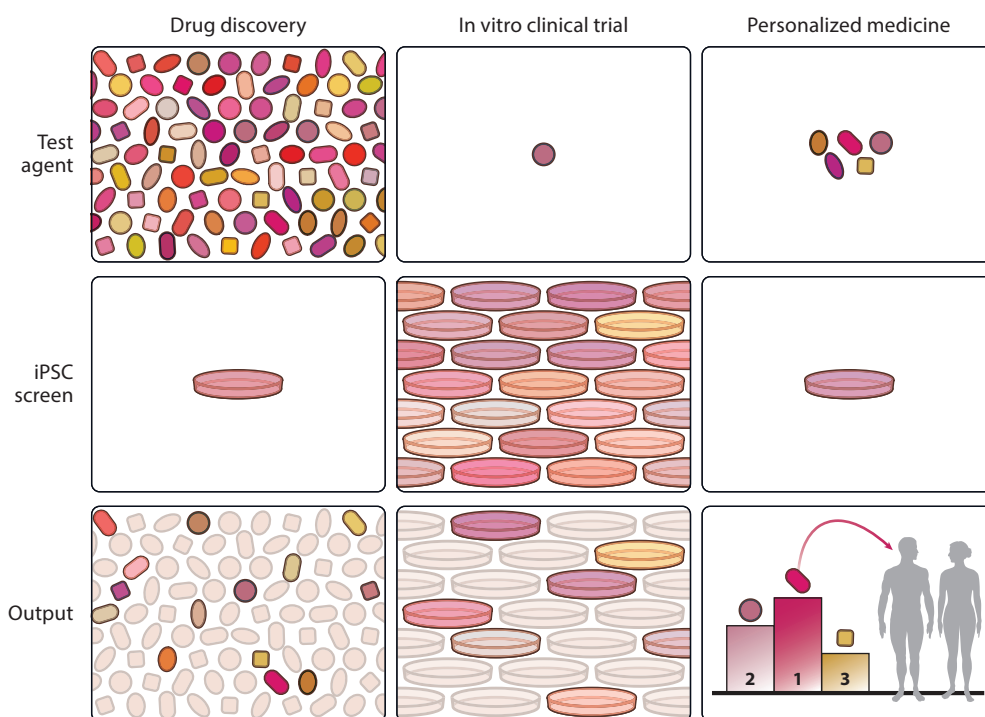 Drug discovery
In vitro clinical trial
Personalized medicine
Test
agent
iPSC
screen
Output
2
1
3